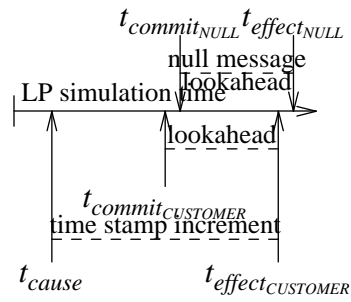 t_commit_NULL t_effect_NULL
null message
lookahead
LP simulation time
lookahead
t_commit_CUSTOMER
time stamp increment
t_cause t_effect_CUSTOMER